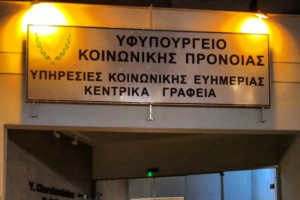 ΥΦΥΠΟΥΡΓΕΙΟ
ΚΟΙΝΩΝΙΚΗΣ ΠΡΟΝΟΙΑΣ
ΥΠΗΡΕΣΙΕΣ ΚΟΙΝΩΝΙΚΗΣ ΕΥΗΜΕΡΙΑΣ
ΚΕΝΤΡΙΚΑ ΓΡΑΦΕΙΑ